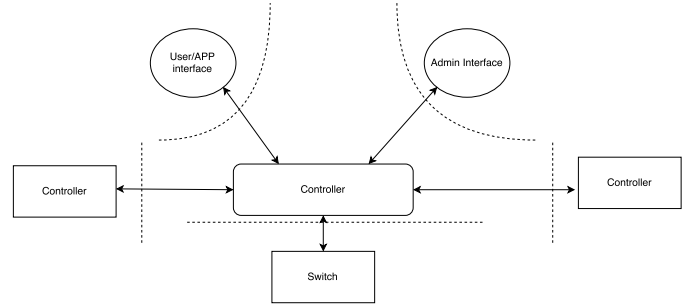 User/APP
interface
Admin Interface
Controller
Controller
Controller
Switch